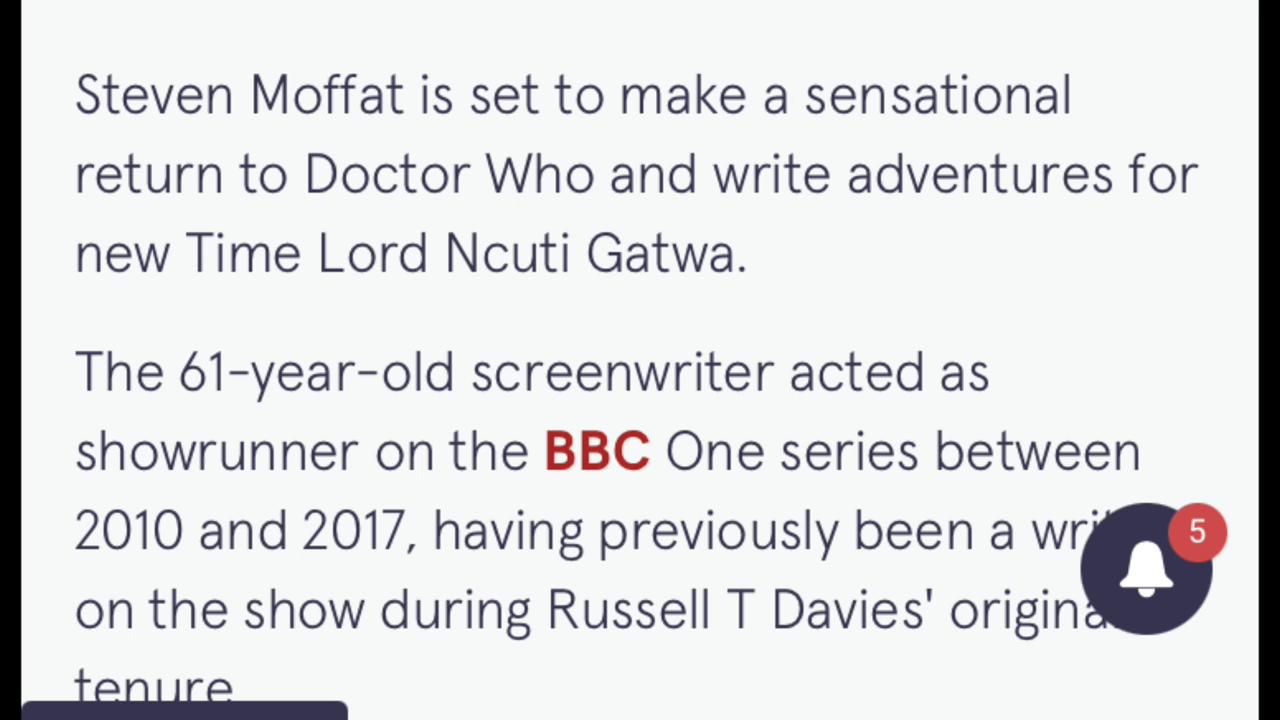 Steven Moffat is set to make a sensational
return to Doctor Who and write adventures for
new Time Lord Ncuti Gatwa.
The 61-year-old screenwriter acted as
showrunner on the BBC One series between
2010 and 2017, having previously been a
5
on the show during Russell T Davies'
tenure